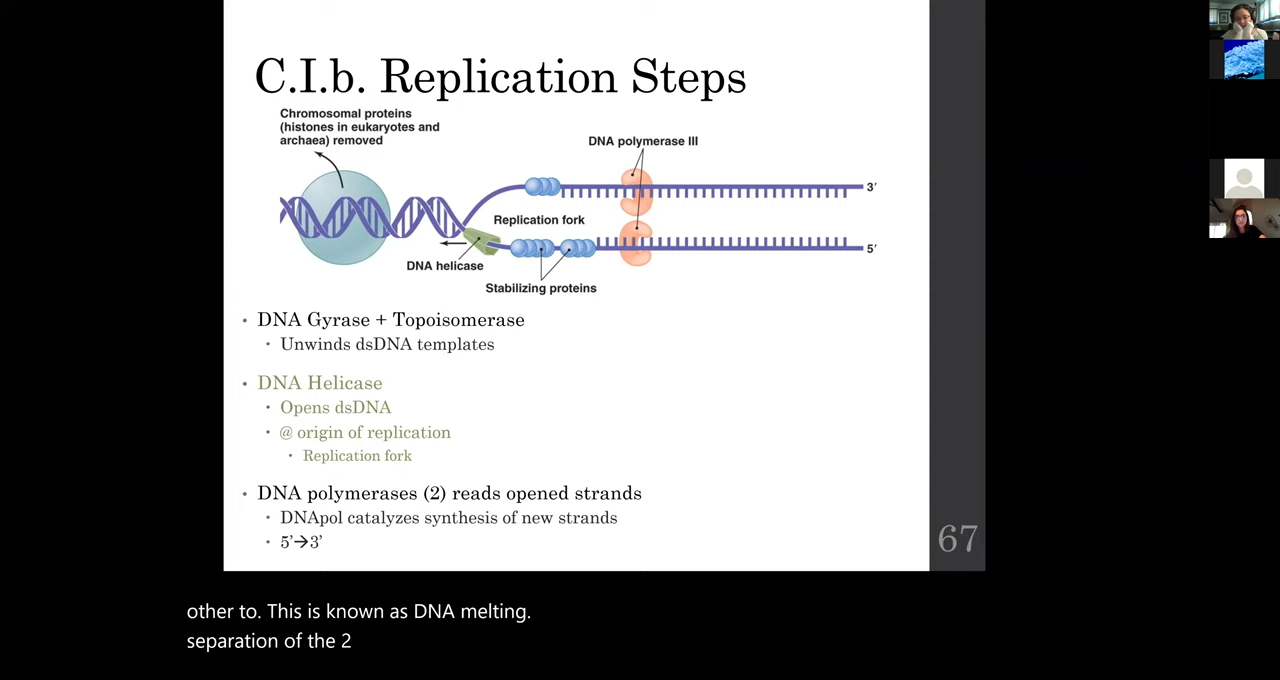 C.I.b. Replication Steps
Chromosomal proteins
(histones in eukaryotes and
archaea) removed
DNA polymerase III
3′
Replication fork
5′
DNA helicase
Stabilizing proteins
• DNA Gyrase + Topoisomerase
• Unwinds dsDNA templates
• DNA Helicase
• Opens dsDNA
• @ origin of replication
• Replication fork
• DNA polymerases (2) reads opened strands
• DNApol catalyzes synthesis of new strands
• 5’→3’
67
other to. This is known as DNA melting.
separation of the 2